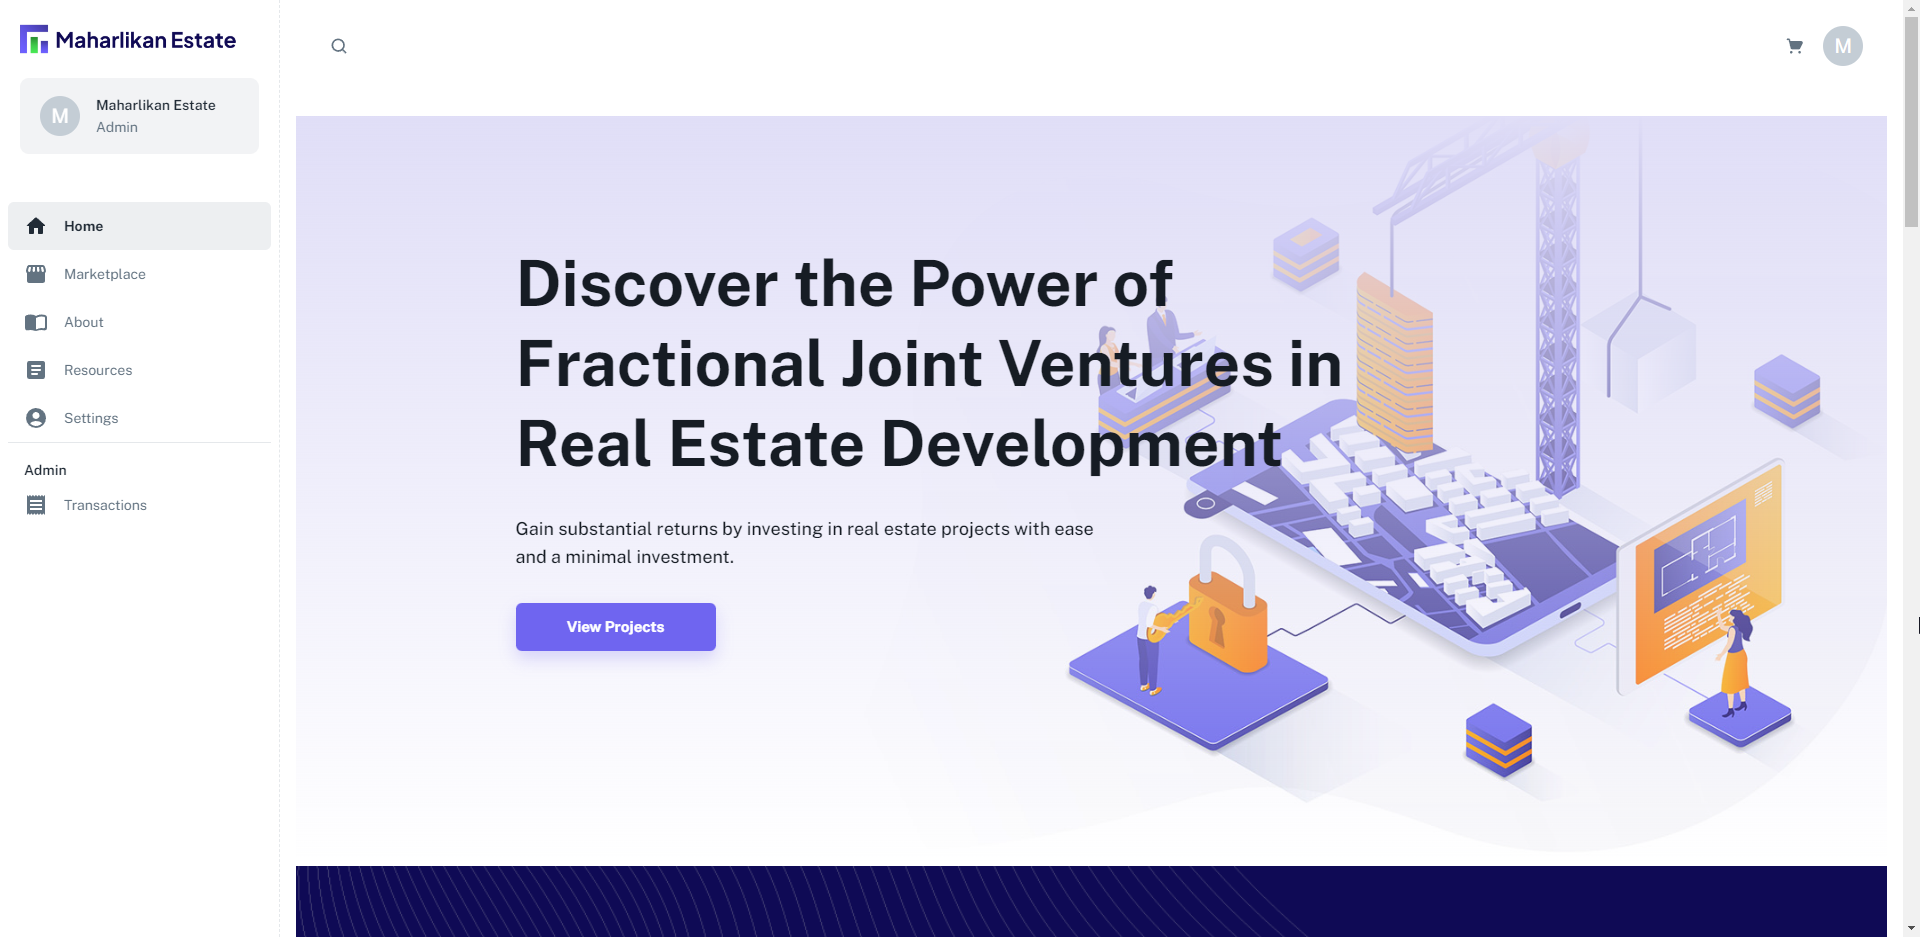 Maharlikan Estate
M
Maharlikan Estate
Admin
Home
Marketplace
About
Resources
Settings
Admin
Transactions
M
Discover the Power of
Fractional Joint Ventures in
Real Estate Development
Gain substantial returns by investing in real estate projects with ease
and a minimal investment.
View Projects